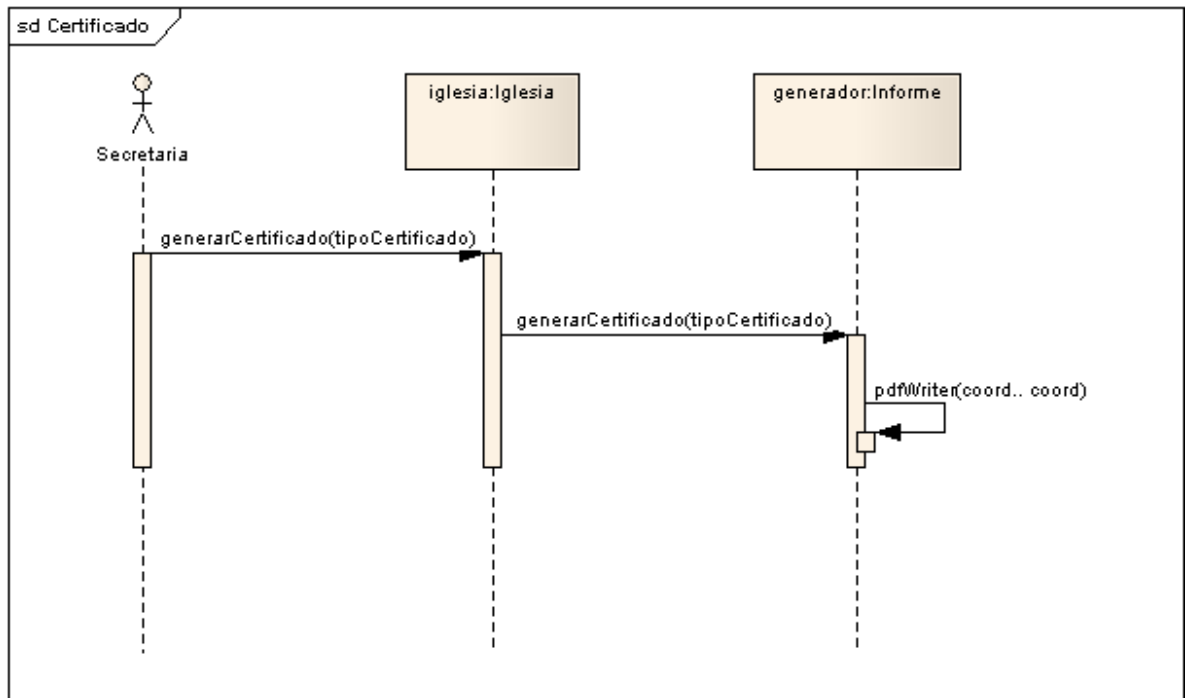 sd Certificado
Secretaria
iglesia:Iglesia
generador:Informe
generarCertificado(tipoCertificado)
generarCertificado(tipoCertificado)
pdfWriter(coord.. coord)